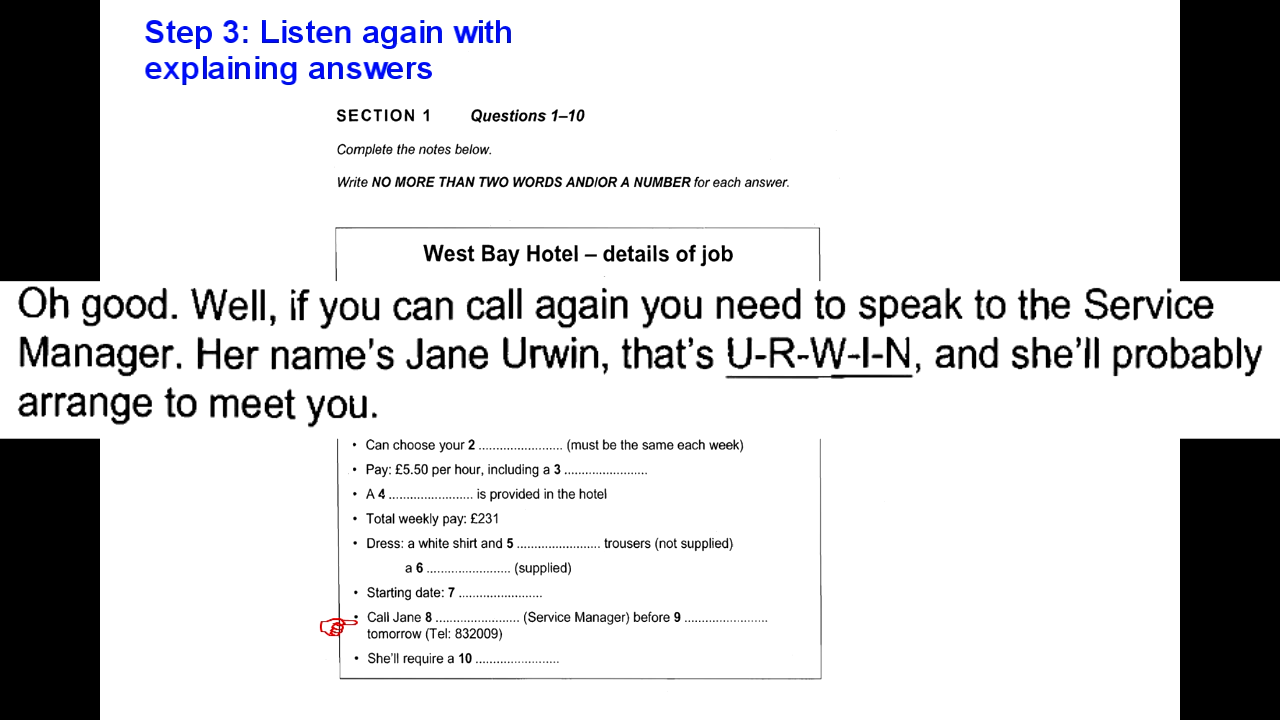 Step 3: Listen again with
explaining answers
SECTION 1 Questions 1–10
Complete the notes below.
Write NO MORE THAN TWO WORDS AND/OR A NUMBER for each answer.
West Bay Hotel – details of job
Oh good. Well, if you can call again you need to speak to the Service
Manager. Her name's Jane Urwin, that's U-R-W-I-N, and she'll probably
arrange to meet you.
• Can choose your 2 ....................... (must be the same each week)
• Pay: £5.50 per hour, including a 3 .......................
• A 4 ....................... is provided in the hotel
• Total weekly pay: £231
• Dress: a white shirt and 5 ....................... trousers (not supplied)
a 6 ....................... (supplied)
• Starting date: 7 .......................
• Call Jane 8 ....................... (Service Manager) before 9 .......................
tomorrow (Tel: 832009)
• She'll require a 10 .......................